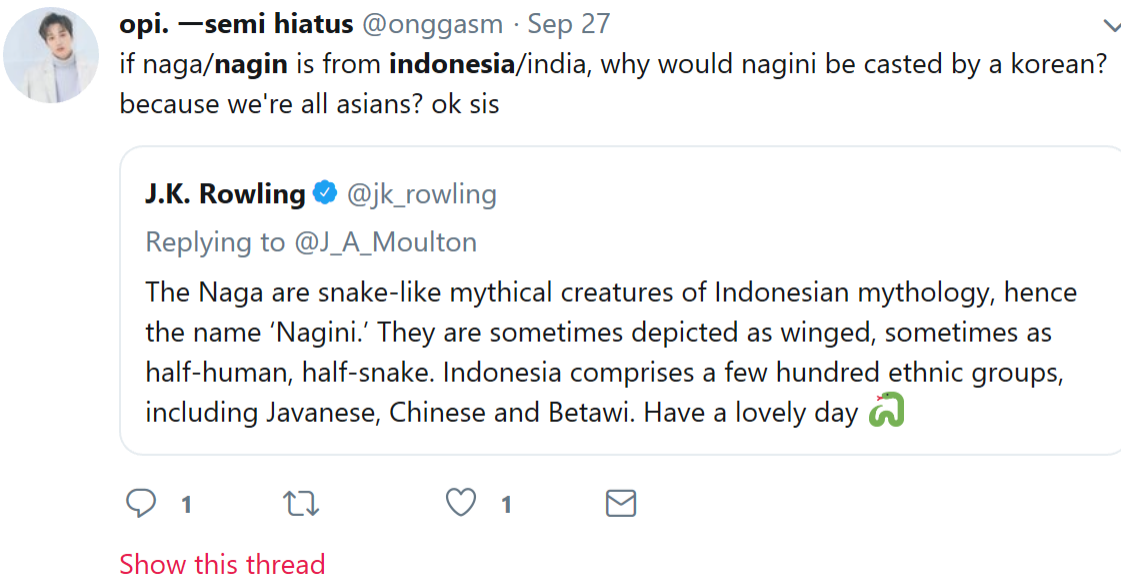 opi. —semi hiatus @onggasm · Sep 27
if naga/nagin is from indonesia/india, why would nagini be casted by a korean?
because we're all asians? ok sis
J.K. Rowling @jk_rowling
Replying to @J_A_Moulton
The Naga are snake-like mythical creatures of Indonesian mythology, hence
the name ‘Nagini.’ They are sometimes depicted as winged, sometimes as
half-human, half-snake. Indonesia comprises a few hundred ethnic groups,
including Javanese, Chinese and Betawi. Have a lovely day 🐍
1 1
Show this thread